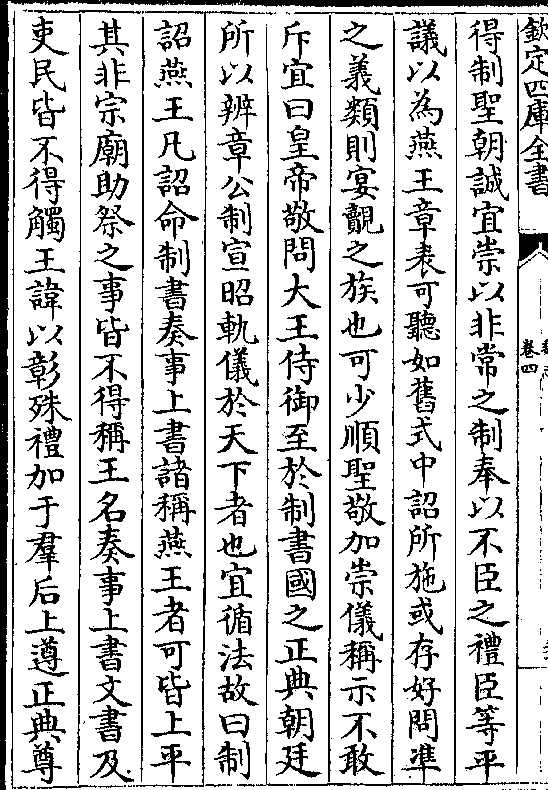 欽定四庫全書
卷四
得制聖朝誠宜崇以非常之制奉以不臣之禮臣等平
議以為燕王章表可聽如舊式中詔所施或存好問準
之義類則宴覿之族也可少順聖敬加崇儀稱示不敢
斥宜曰皇帝敬問大王侍御至於制書國之正典朝廷
所以辨章公制宣昭軌儀於天下者也宜循法故曰制
詔燕王凡詔命制書奏事上書諸稱燕王者可皆上平
其非宗廟助祭之事皆不得稱王名奏事上書文書及
吏民皆不得觸王諱以彰殊禮加于羣后上遵正典尊